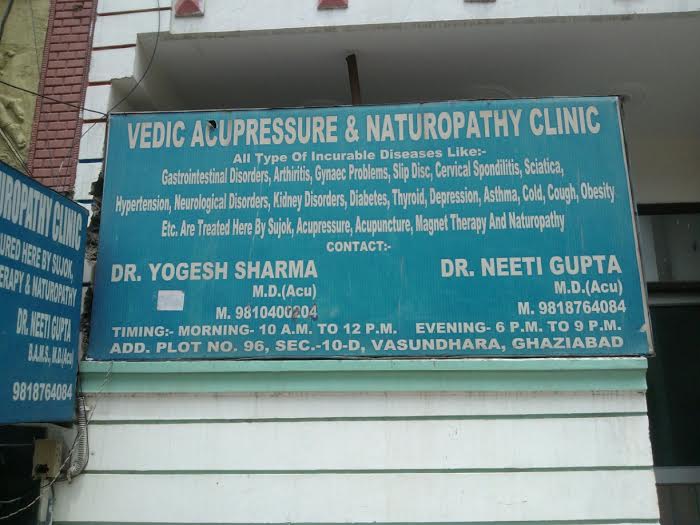 VEDIC ACUPRESSURE & NATUROPATHY CLINIC
All Type Of Incurable Diseases Like:-
Gastrointestinal Disorders, Arthiritis, Gynaec Problems, Slip Disc, Cervical Spondilitis, Sciatica,
Hypertension, Neurological Disorders, Kidney Disorders, Diabetes, Thyroid, Depression, Asthma, Cold, Cough, Obesity
Etc. Are Treated Here By Sujok, Acupressure, Acupuncture, Magnet Therapy And Naturopathy
CONTACT:-
DR. YOGESH SHARMA DR. NEETI GUPTA
M.D.(Acu) M.D.(Acu)
M. 9810400204 M. 9818764084
TIMING:- MORNING- 10 A.M. TO 12 P.M. EVENING- 6 P.M. TO 9 P.M.
ADD. PLOT NO. 96, SEC.-10-D, VASUNDHARA, GHAZIABAD
CLINIC
HERE BY SUJOK,
& NATUROPATHY
DR. NEETI GUPTA
B.A.M.S, M.D.(Acu)
9818764084